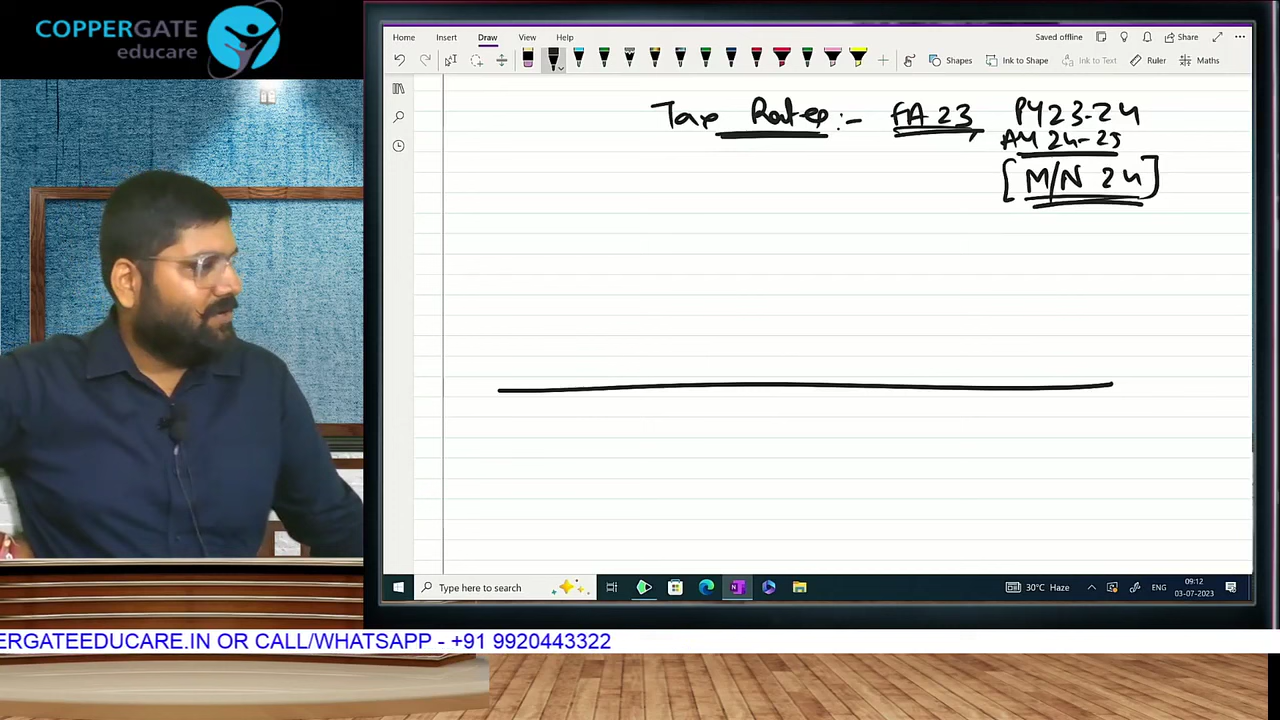 COPPERGATE
educare
Home Insert Draw View Help
Saved offline
Share
Shapes
Ink to Shape
Ink to Text
Ruler
Maths
Tax Rates :- FA 23, PY 23-24
AY 24-25
[M/N 24]
Type here to search
30°C Haze
ENG
09:12
03-07-2023
ERGATEEDUCARE.IN OR CALL/WHATSAPP - +91 9920443322